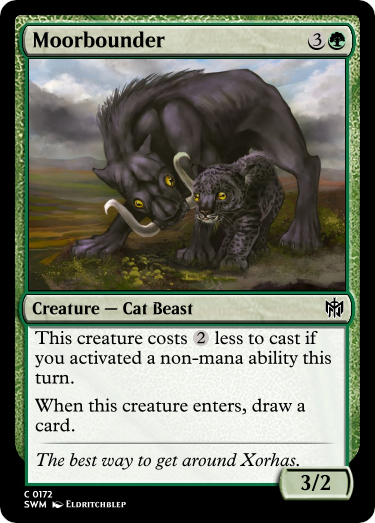 Moorbounder 3
Creature — Cat Beast
This creature costs 2 less to cast if
you activated a non-mana ability this
turn.
When this creature enters, draw a
card.
The best way to get around Xorhas.
3/2
C 0172
SWM Eldritchblep